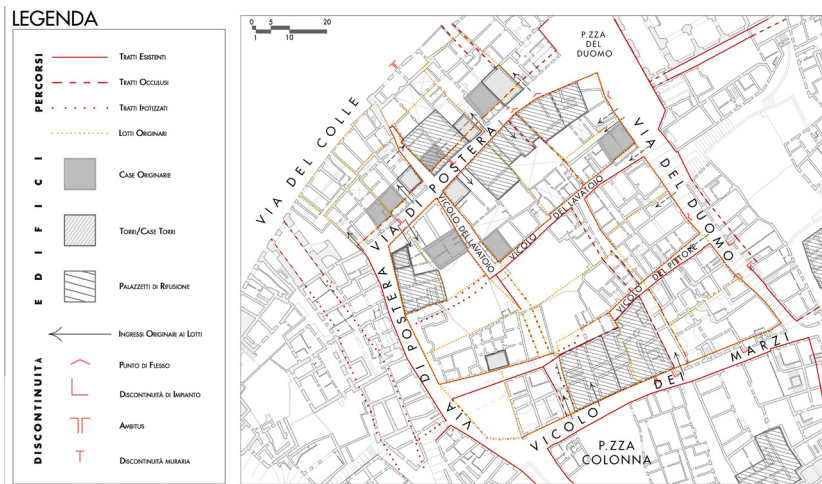 LEGENDA
PERCORSI
Tratti Esistenti
Tratti Occulusi
Tratti Ipotizzati
Lotti Originari
EDIFICI
Case Originarie
Torri/Case Torri
Palazzetti di Rifusione
Ingressi Originari ai Lotti
DISCONTINUITA
Punto di Flesso
Discontinuità di Impianto
Ambitus
Discontinuità muraria
0 5 20
1 10
P.ZZA
DEL
DUOMO
VIA DEL COLLE
VIA DI POSTERA
VIA DEL DUOMO
VICOLO DEL LAVATOIO
VICOLO DEL LAVATOIO
VICOLO DEL PITTORE
VIA DI POSTERA
VICOLO DEI MARZI
P.ZZA
COLONNA